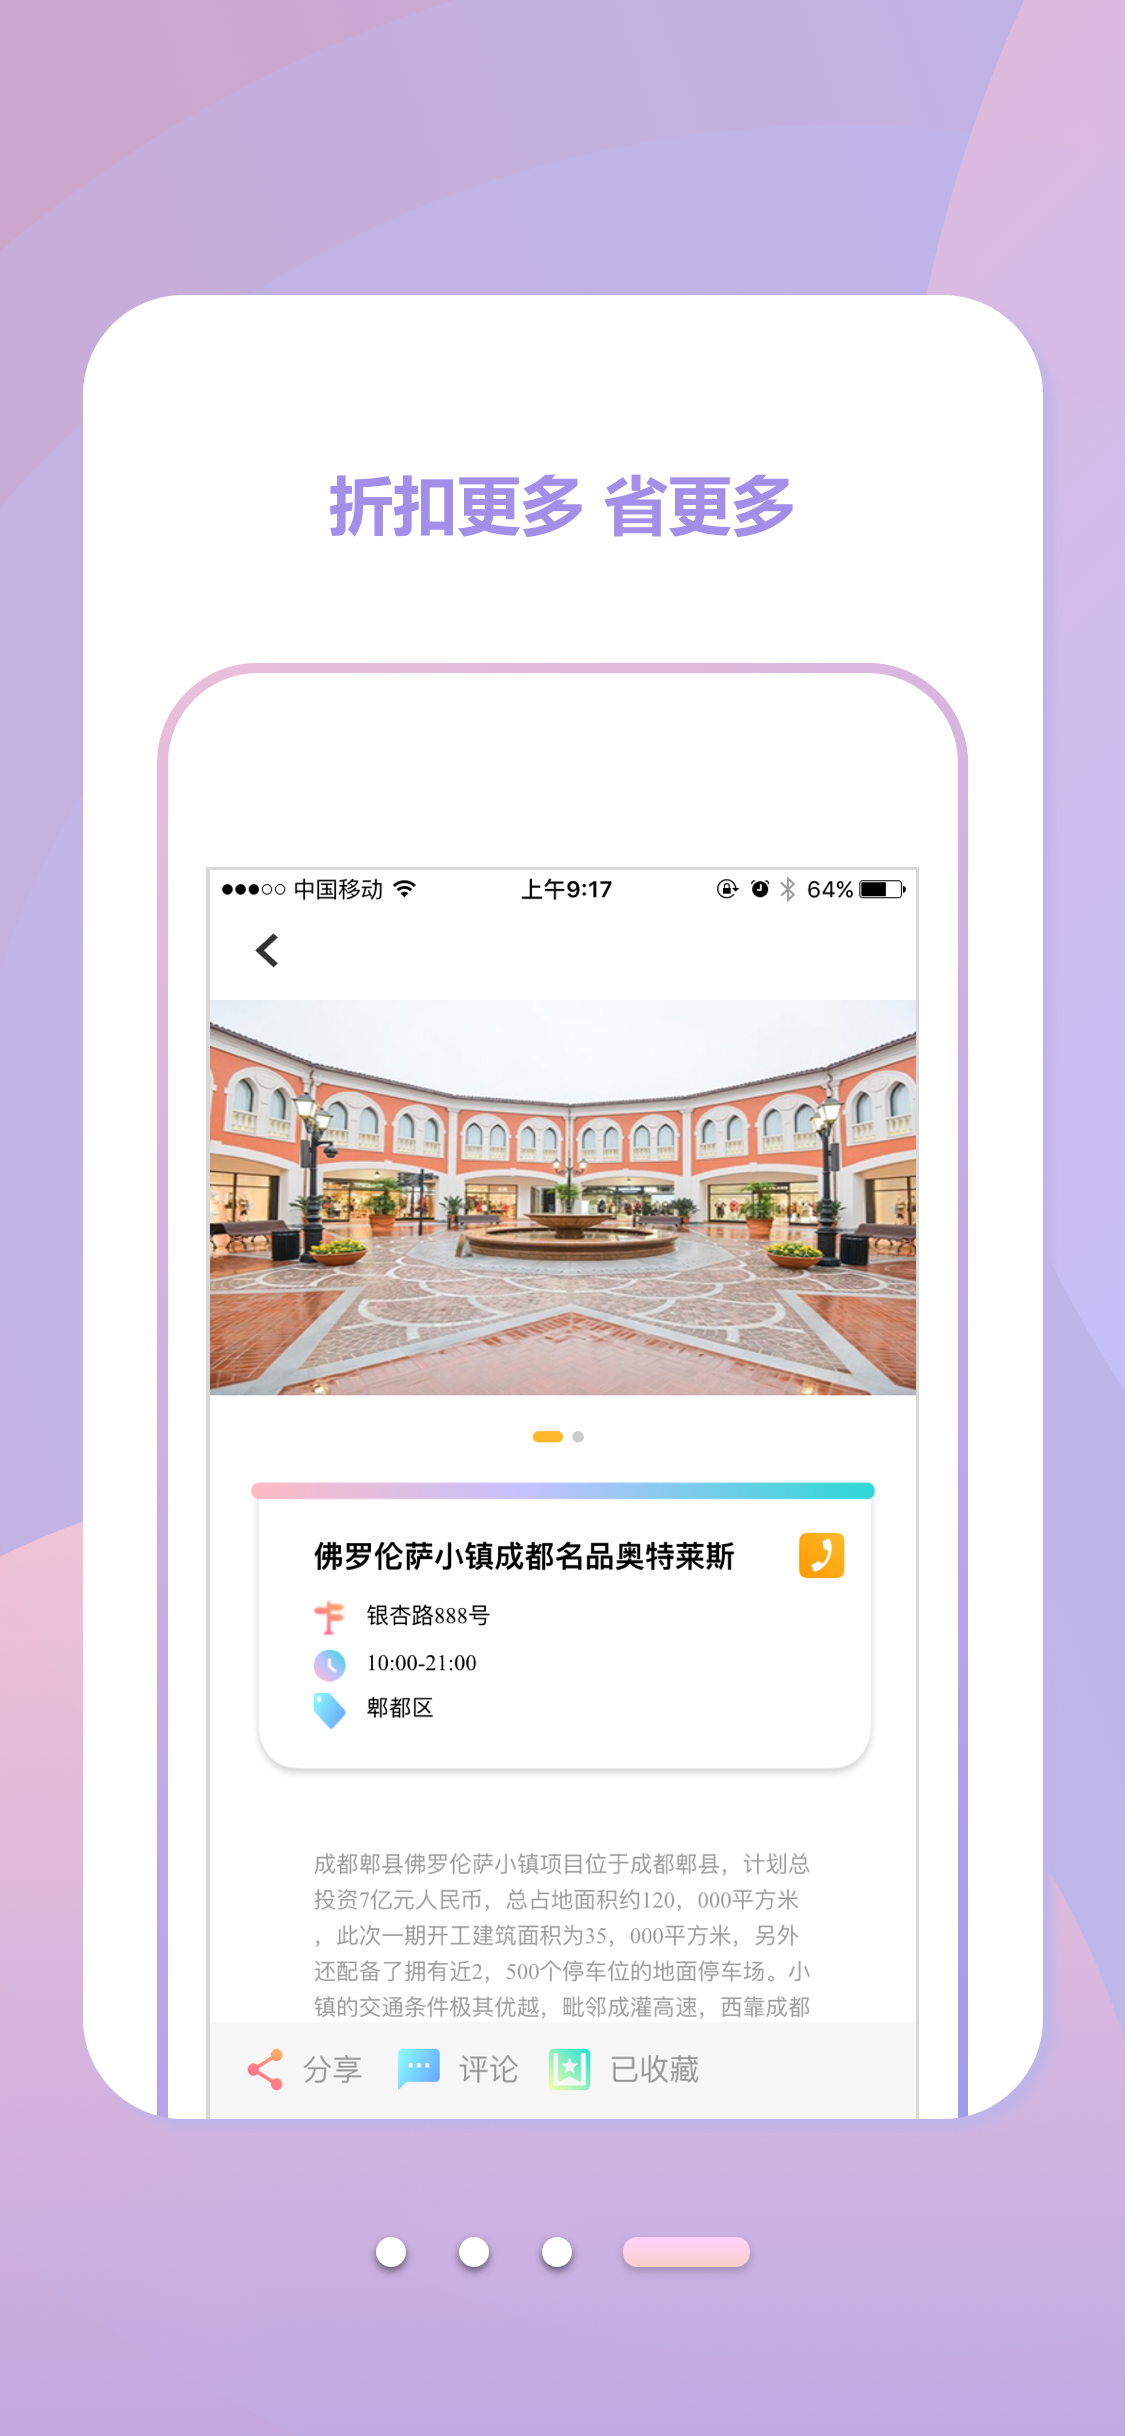 折扣更多 省更多
中国移动 上午9:17 64%
佛罗伦萨小镇成都名品奥特莱斯
银杏路888号
10:00-21:00
郫都区
成都郫县佛罗伦萨小镇项目位于成都郫县，计划总
投资7亿元人民币，总占地面积约120，000平方米
，此次一期开工建筑面积为35，000平方米，另外
还配备了拥有近2，500个停车位的地面停车场。小
镇的交通条件极其优越，毗邻成灌高速，西靠成都
分享 评论 已收藏